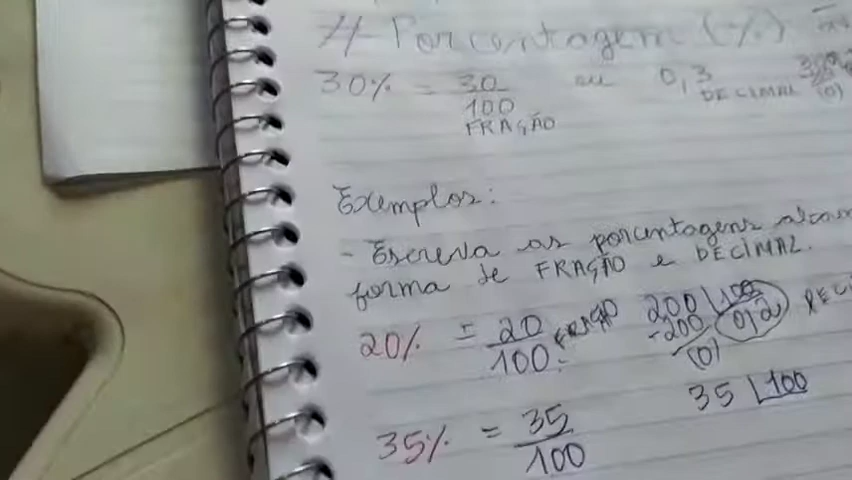 # Porcentagem (%)
30% = 30/100 ou 0,3
FRAÇÃO DECIMAL (0)
Exemplos:
- Escreva as porcentagens
forma de FRAÇÃO e DECIMAL.
20% = 20/100 FRAÇÃO 200 100
-200 0,2
(0)
35% = 35/100 35 100